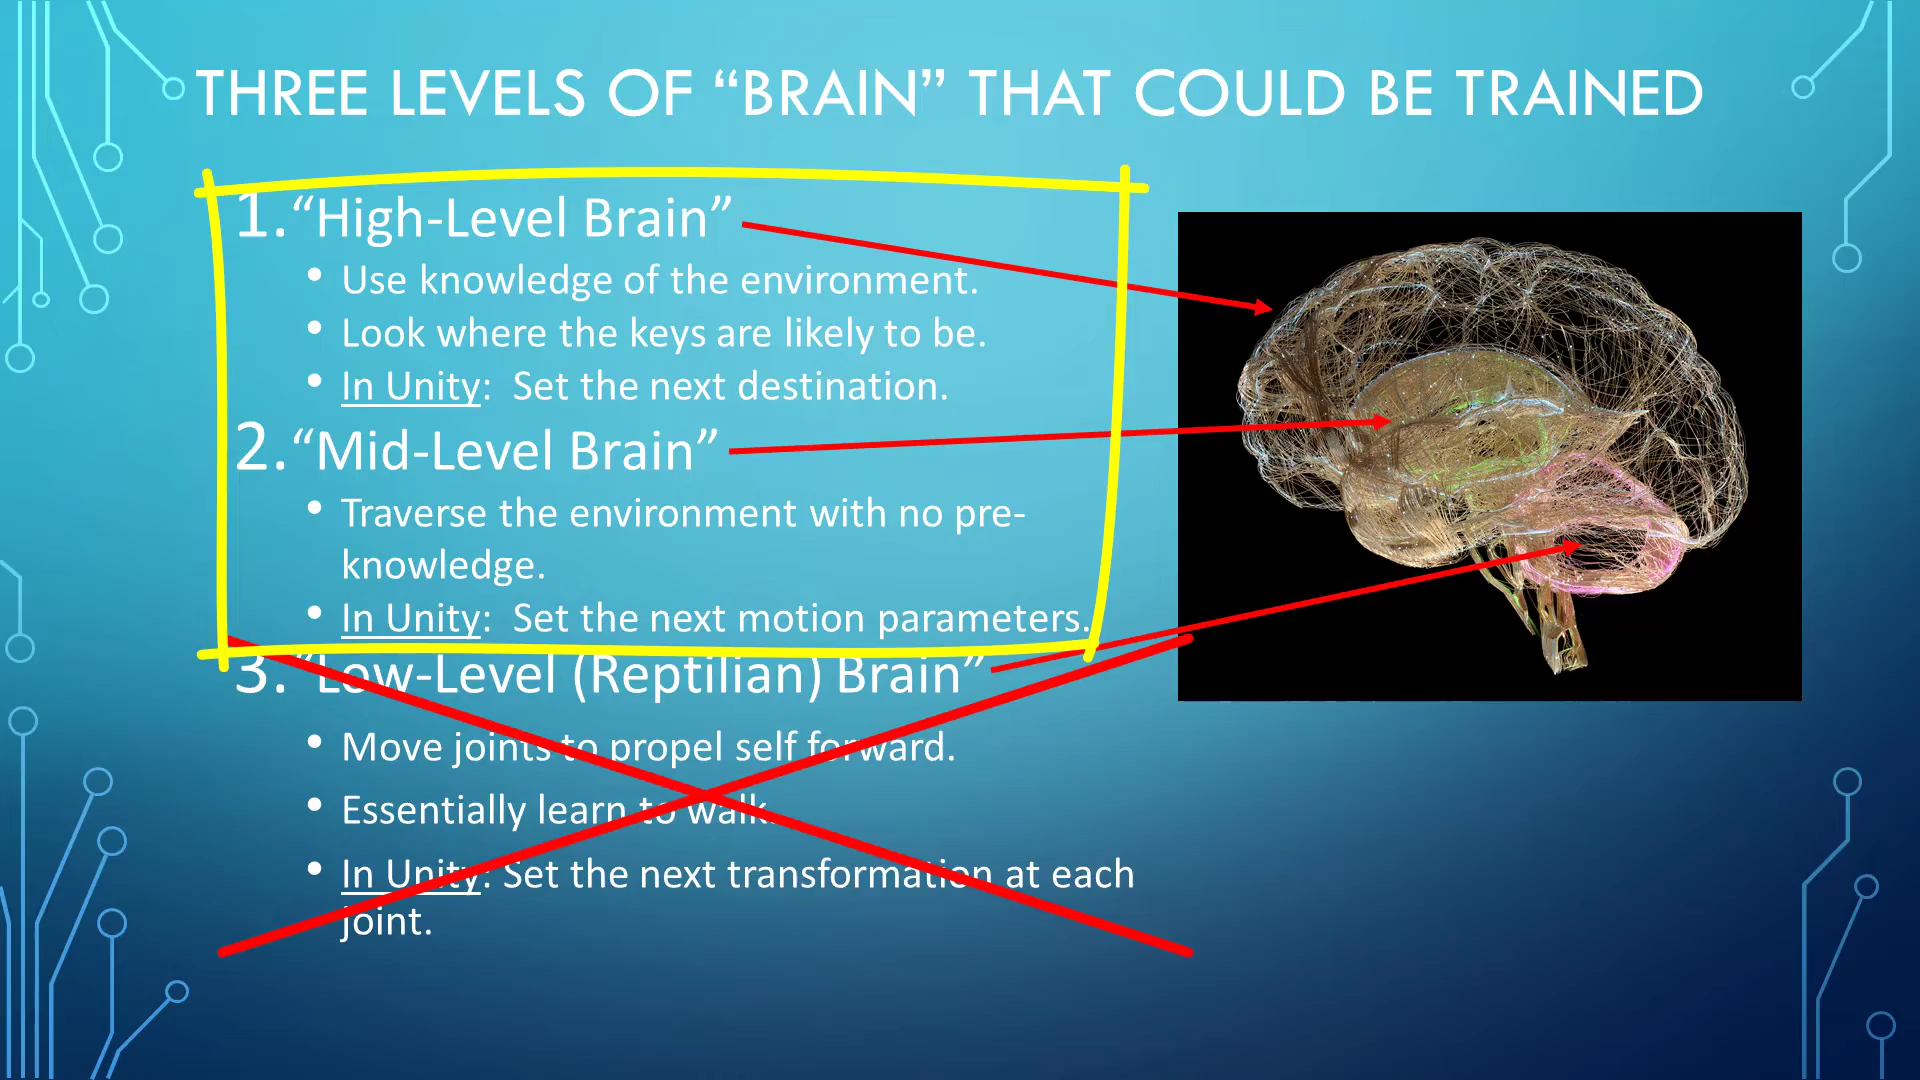 THREE LEVELS OF “BRAIN” THAT COULD BE TRAINED
1. “High-Level Brain”
• Use knowledge of the environment.
• Look where the keys are likely to be.
• In Unity:  Set the next destination.
2. “Mid-Level Brain”
• Traverse the environment with no pre-
knowledge.
• In Unity:  Set the next motion parameters.
3. “Low-Level (Reptilian) Brain”
• Move joints to propel self forward.
• Essentially learn to walk.
• In Unity: Set the next transformation at each
joint.